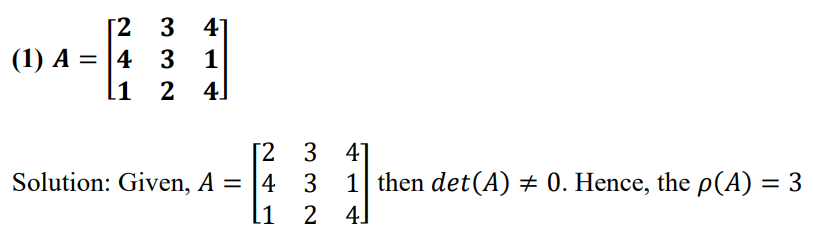 (1) A = [2 3 4
4 3 1
1 2 4]
Solution: Given, A = [2 3 4
4 3 1
1 2 4] then det(A) ≠ 0. Hence, the ρ(A) = 3